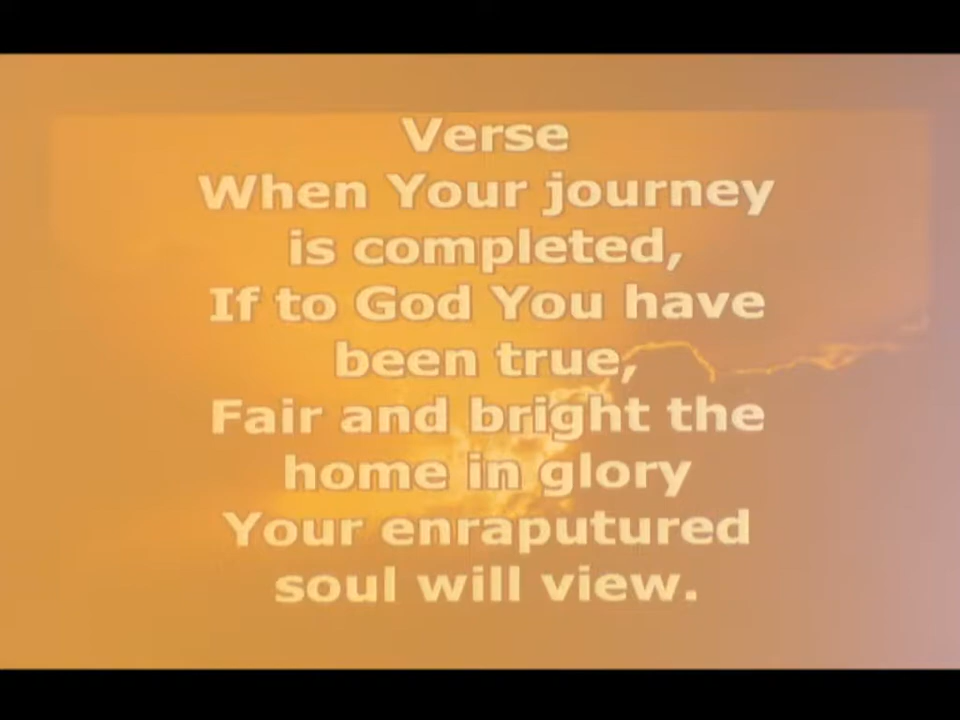 Verse
When Your journey
is completed,
If to God You have
been true,
Fair and bright the
home in glory
Your enraputured
soul will view.